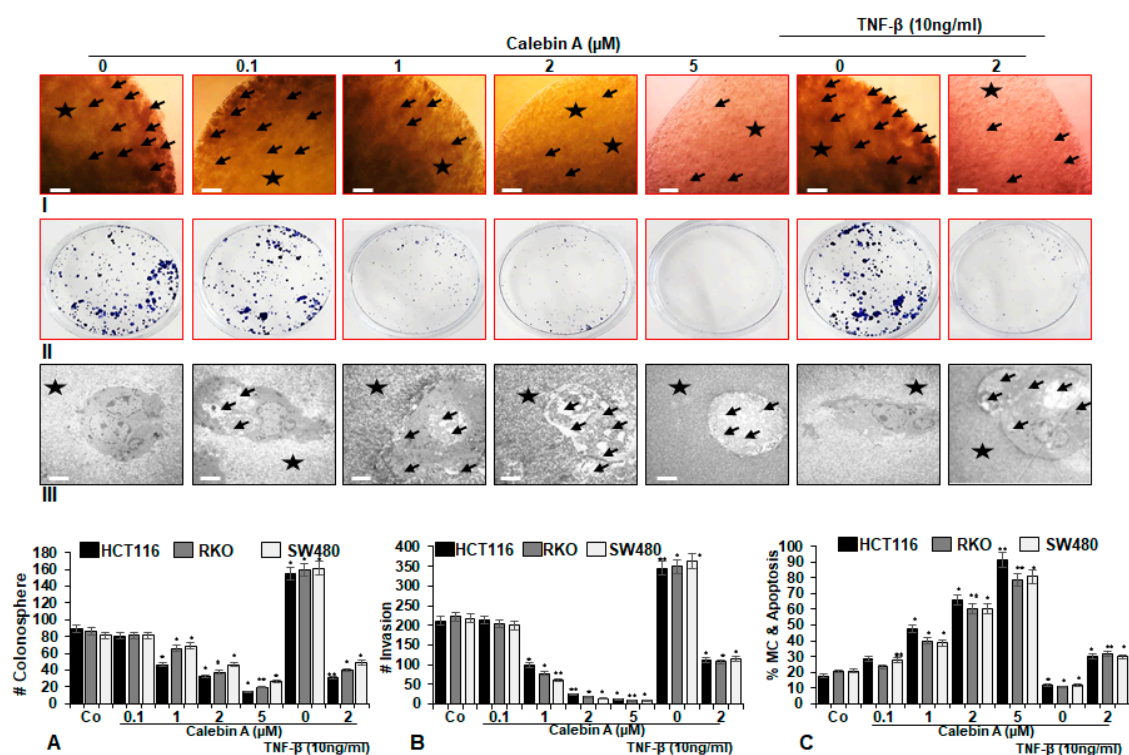 TNF-β (10ng/ml)
Calebin A (µM)
0 0.1 1 2 5 0 2
I
II
III
HCT116 RKO SW480
# Colonosphere
180
160
140
120
100
80
60
40
20
0
Co 0.1 1 2 5 0 2
Calebin A (µM)
TNF-β (10ng/ml)
A
HCT116 RKO SW480
# Invasion
400
350
300
250
200
150
100
50
0
Co 0.1 1 2 5 0 2
Calebin A (µM)
TNF-β (10ng/ml)
B
HCT116 RKO SW480
% MC & Apoptosis
100
90
80
70
60
50
40
30
20
10
Co 0.1 1 2 5 0 2
Calebin A (µM)
TNF-β (10ng/ml)
C